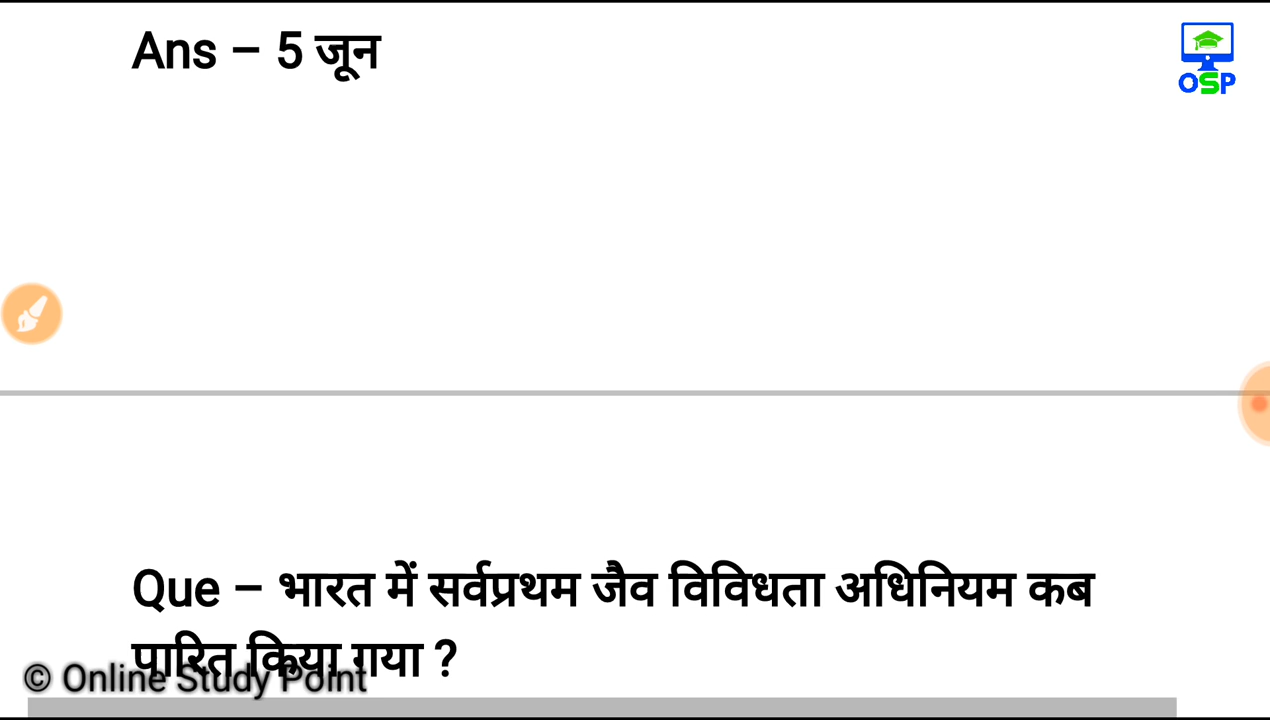 Ans – 5 जून
OSP
Que – भारत में सर्वप्रथम जैव विविधता अधिनियम कब
पारित किया गया ?
© Online Study Point